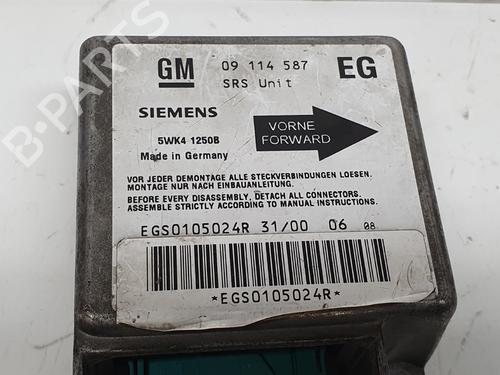 GM 09 114 587 EG
SRS Unit
SIEMENS
5WK4 1250B
Made in Germany
VORNE
FORWARD
VOR JEDER DEMONTAGE ALLE STECKVERBINDUNGEN LOESEN.
MONTAGE NUR NACH EINBAUANLEITUNG.
BEFORE EVERY DISASSEMBLY, DETACH ALL CONNECTORS.
ASSEMBLE STRICTLY ACCORDING TO MANUAL INSTRUCTIONS.
EGS0105024R 31/00 06 08
*EGS0105024R*
B-PARTS